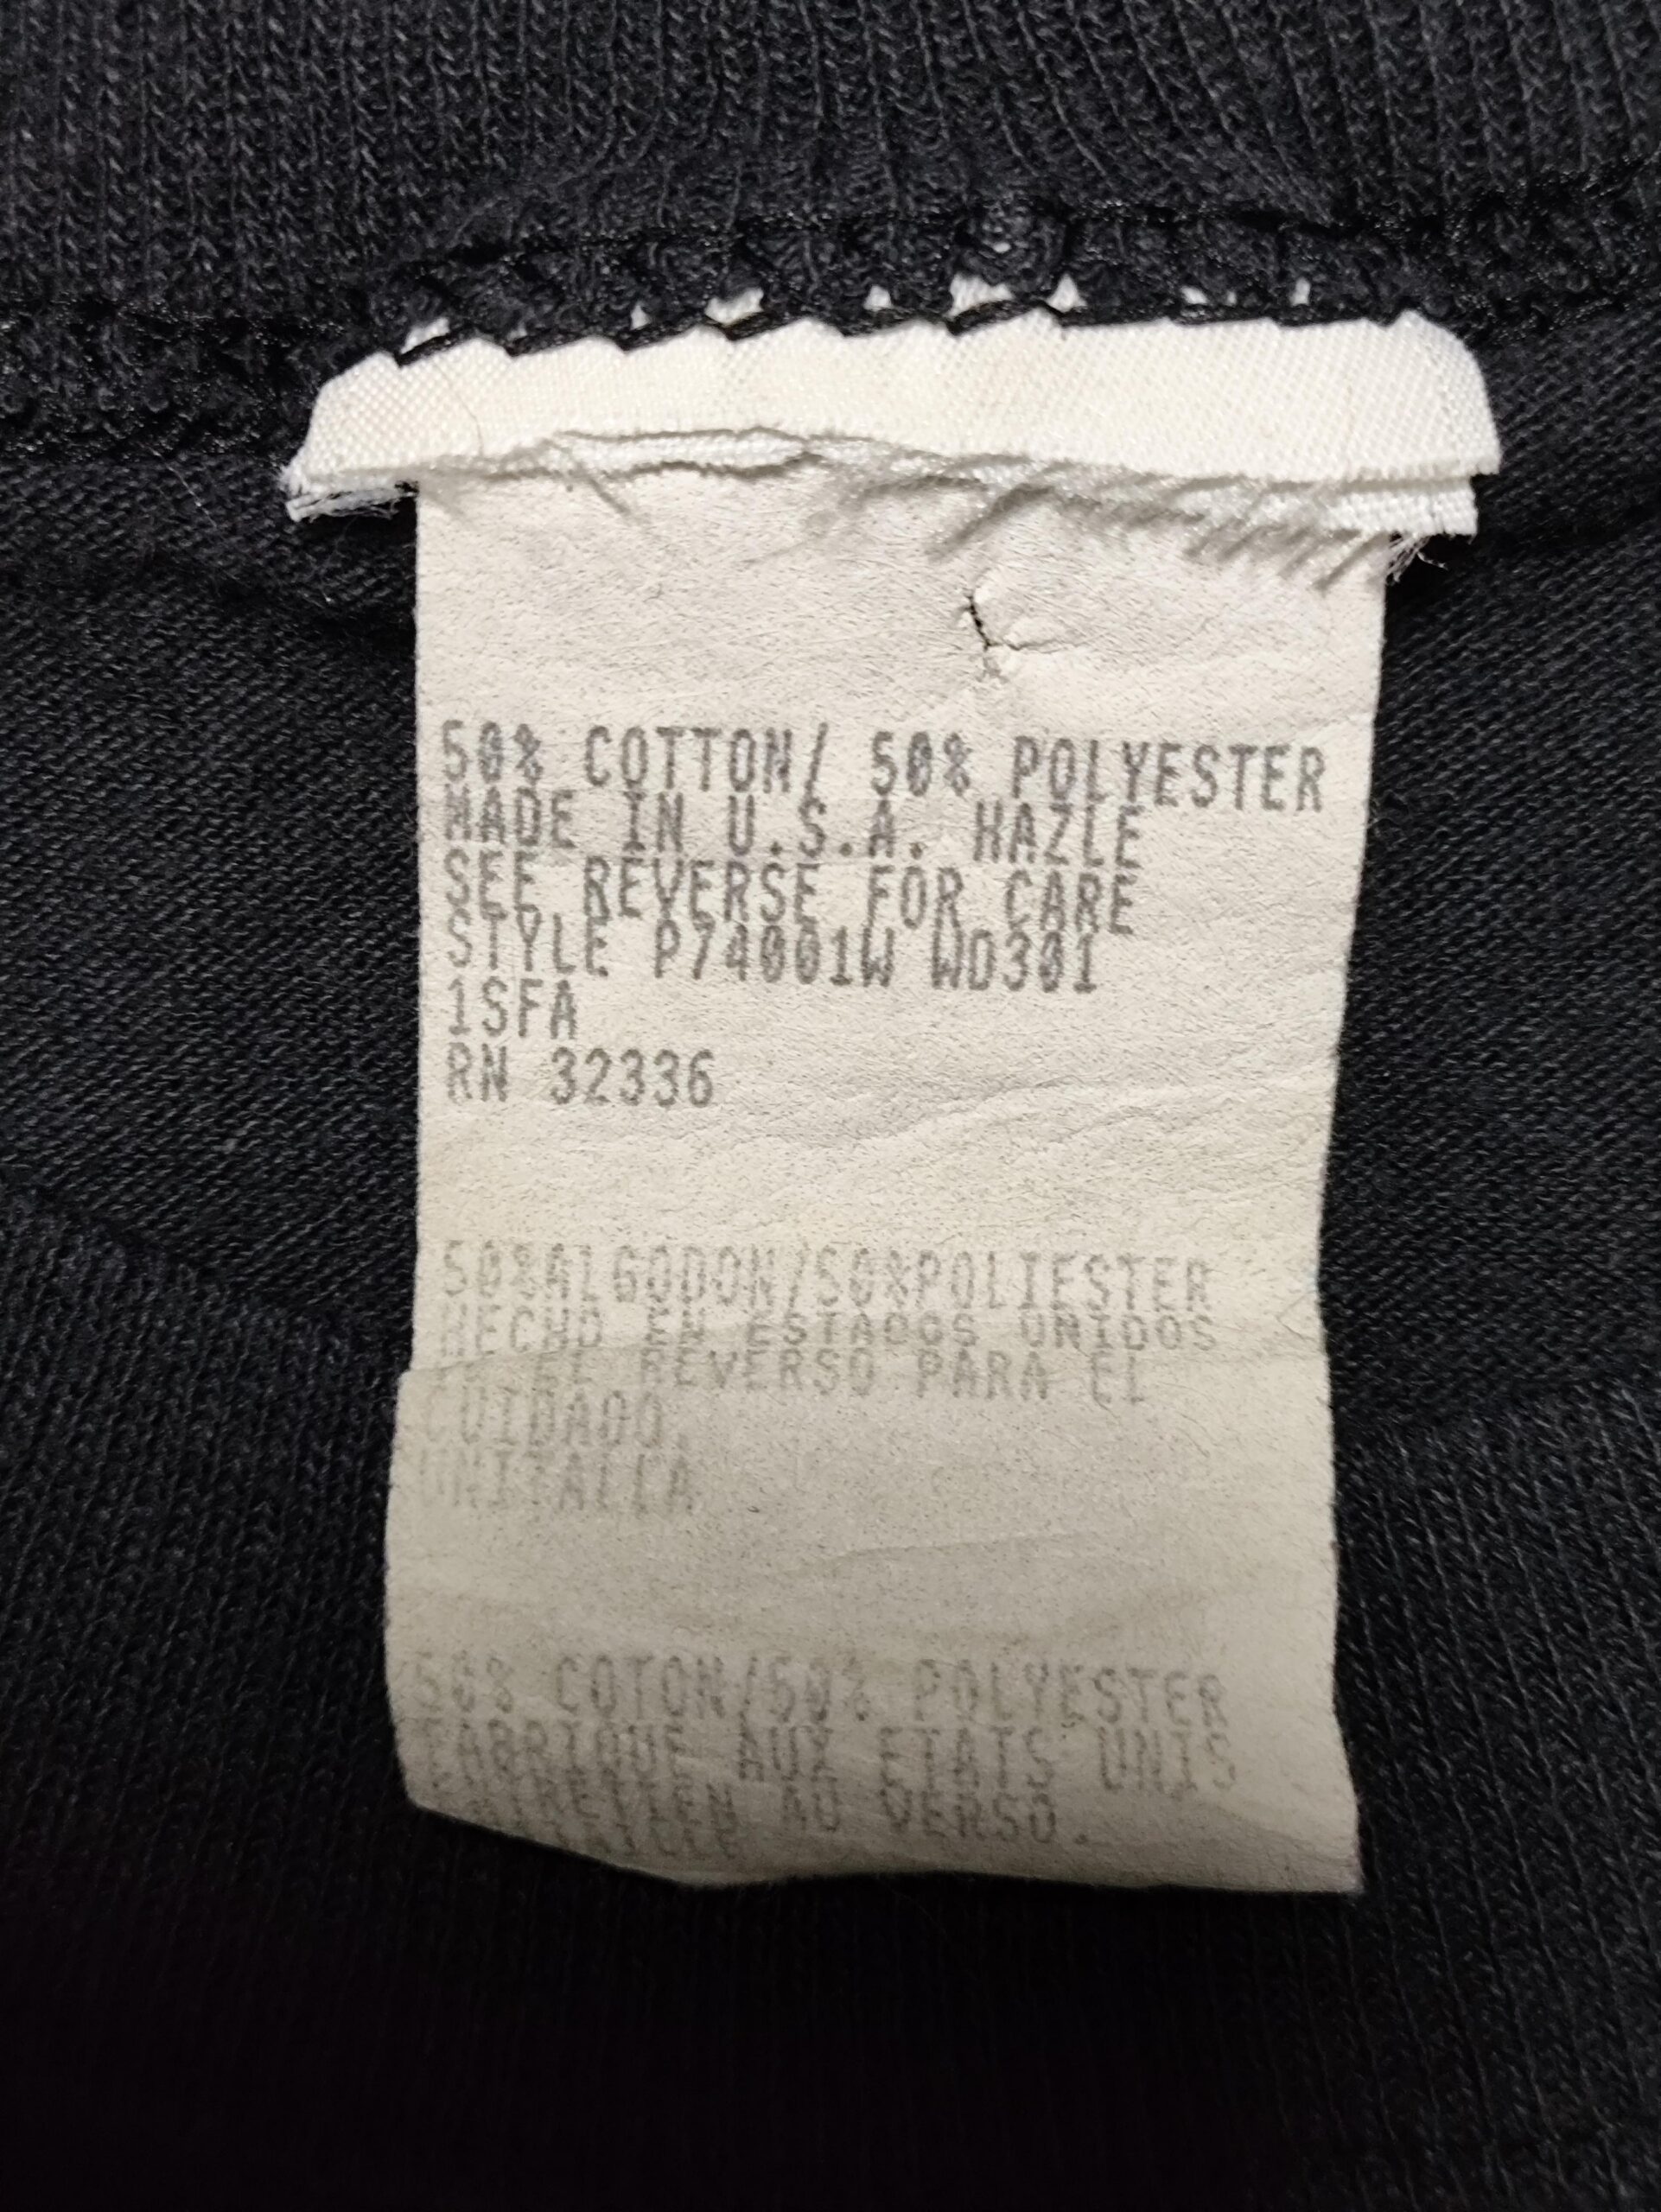 50% COTTON/ 50% POLYESTER
MADE IN U.S.A. HAZLE
SEE REVERSE FOR CARE
STYLE P74001W WD301
1SFA
RN 32336
50%ALGODON/50%POLIESTER
HECHO EN ESTADOS UNIDOS
EL REVERSO PARA EL
CUIDADO.
UNITALLA
50% COTON/50% POLYESTER
FABRIQUE AUX ETATS UNIS
AU VERSO.